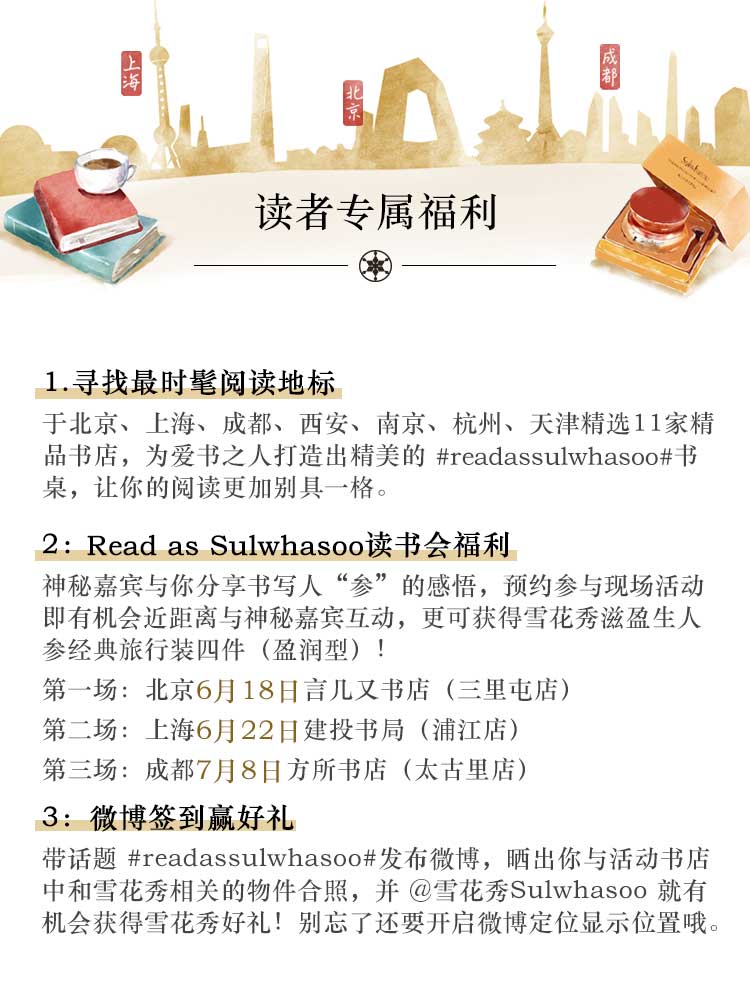 上海
北京
成都
Sulwhasoo
读者专属福利
1.寻找最时髦阅读地标
于北京、上海、成都、西安、南京、杭州、天津精选11家精
品书店，为爱书之人打造出精美的 #readassulwhasoo#书
桌，让你的阅读更加别具一格。
2：Read as Sulwhasoo读书会福利
神秘嘉宾与你分享书写人“参”的感悟，预约参与现场活动
即有机会近距离与神秘嘉宾互动，更可获得雪花秀滋盈生人
参经典旅行装四件（盈润型）！
第一场：北京6月18日言几又书店（三里屯店）
第二场：上海6月22日建投书局（浦江店）
第三场：成都7月8日方所书店（太古里店）
3：微博签到赢好礼
带话题 #readassulwhasoo#发布微博，晒出你与活动书店
中和雪花秀相关的物件合照，并 @雪花秀Sulwhasoo 就有
机会获得雪花秀好礼！别忘了还要开启微博定位显示位置哦。